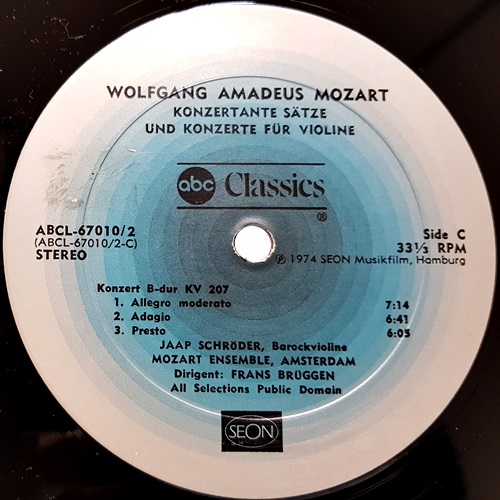 WOLFGANG AMADEUS MOZART
KONZERTANTE SÄTZE
UND KONZERTE FÜR VIOLINE
abc Classics
®
ABCL-67010/2
(ABCL-67010/2-C)
STEREO
Side C
33⅓ RPM
℗ 1974 SEON Musikfilm, Hamburg
Konzert B-dur KV 207
1. Allegro moderato 7:14
2. Adagio 6:41
3. Presto 6:03
JAAP SCHRÖDER, Barockvioline
MOZART ENSEMBLE, AMSTERDAM
Dirigent: FRANS BRÜGGEN
All Selections Public Domain
SEON